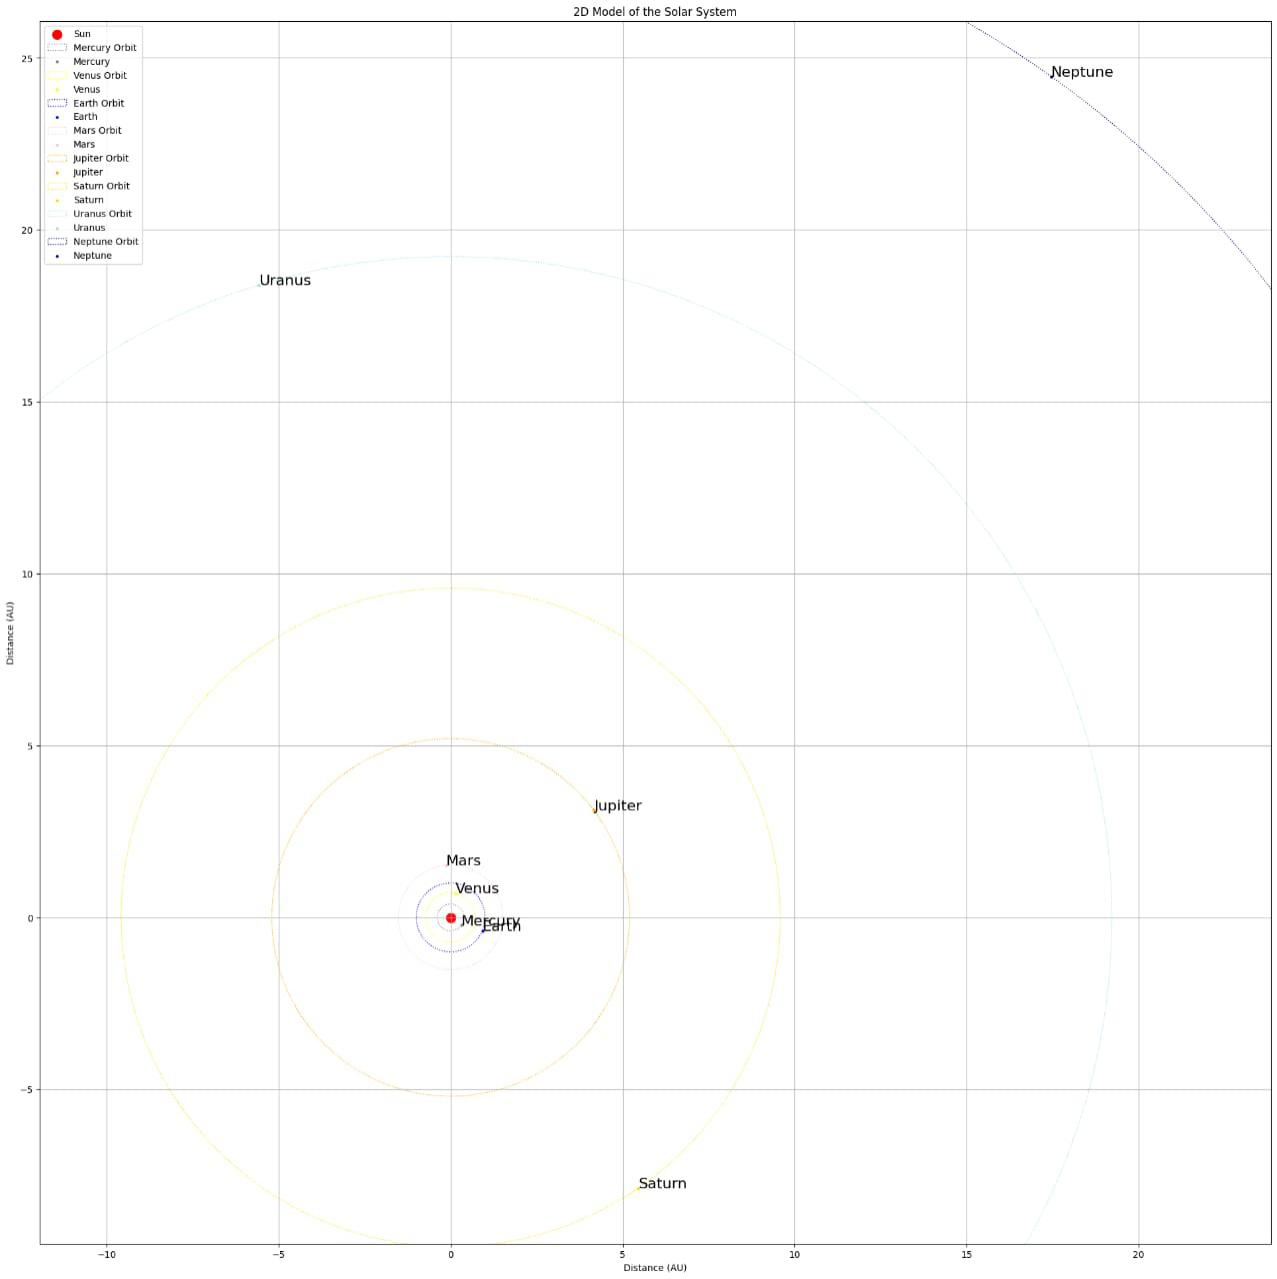 2D Model of the Solar System
Sun
Mercury Orbit
Mercury
Venus Orbit
Venus
Earth Orbit
Earth
Mars Orbit
Mars
Jupiter Orbit
Jupiter
Saturn Orbit
Saturn
Uranus Orbit
Uranus
Neptune Orbit
Neptune
25
20
15
10
5
0
−5
Distance (AU)
Neptune
Uranus
Jupiter
Mars
Venus
Mercury
Earth
Saturn
−10 −5 0 5 10 15 20
Distance (AU)